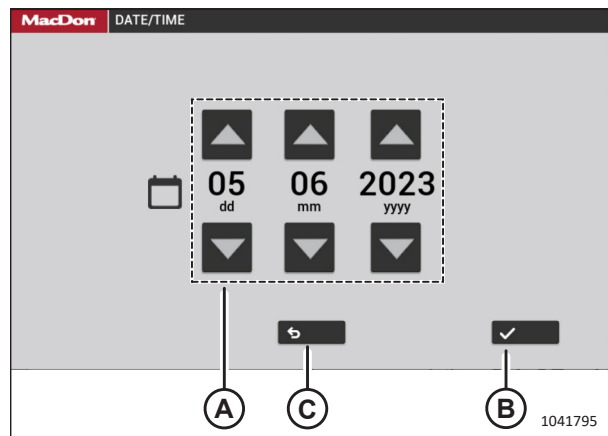 MacDon DATE/TIME
05 06 2023
dd mm yyyy
A C B
1041795